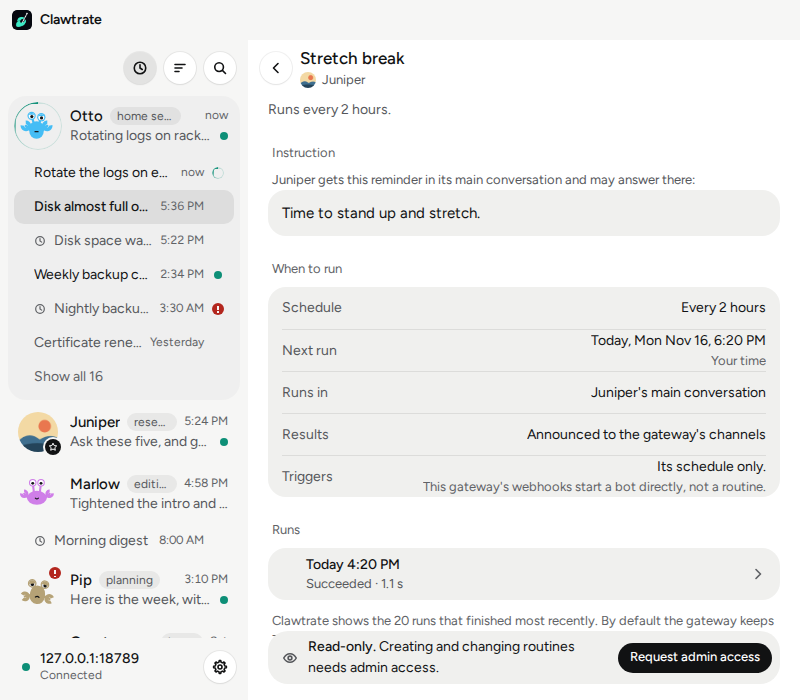 Clawtrate
Otto home se... now
Rotating logs on rack...
Rotate the logs on e... now
Disk almost full o... 5:36 PM
Disk space wa... 5:22 PM
Weekly backup c... 2:34 PM
Nightly backu... 3:30 AM
Certificate rene... Yesterday
Show all 16
Juniper rese... 5:24 PM
Ask these five, and g...
Marlow editi... 4:58 PM
Tightened the intro and ...
Morning digest 8:00 AM
Pip planning 3:10 PM
Here is the week, wit...
127.0.0.1:18789
Connected
Stretch break
Juniper
Runs every 2 hours.
Instruction
Juniper gets this reminder in its main conversation and may answer there:
Time to stand up and stretch.
When to run
Schedule Every 2 hours
Next run Today, Mon Nov 16, 6:20 PM
Your time
Runs in Juniper's main conversation
Results Announced to the gateway's channels
Triggers Its schedule only.
This gateway's webhooks start a bot directly, not a routine.
Runs
Today 4:20 PM
Succeeded · 1.1 s
Clawtrate shows the 20 runs that finished most recently. By default the gateway keeps
Read-only. Creating and changing routines
needs admin access.
Request admin access